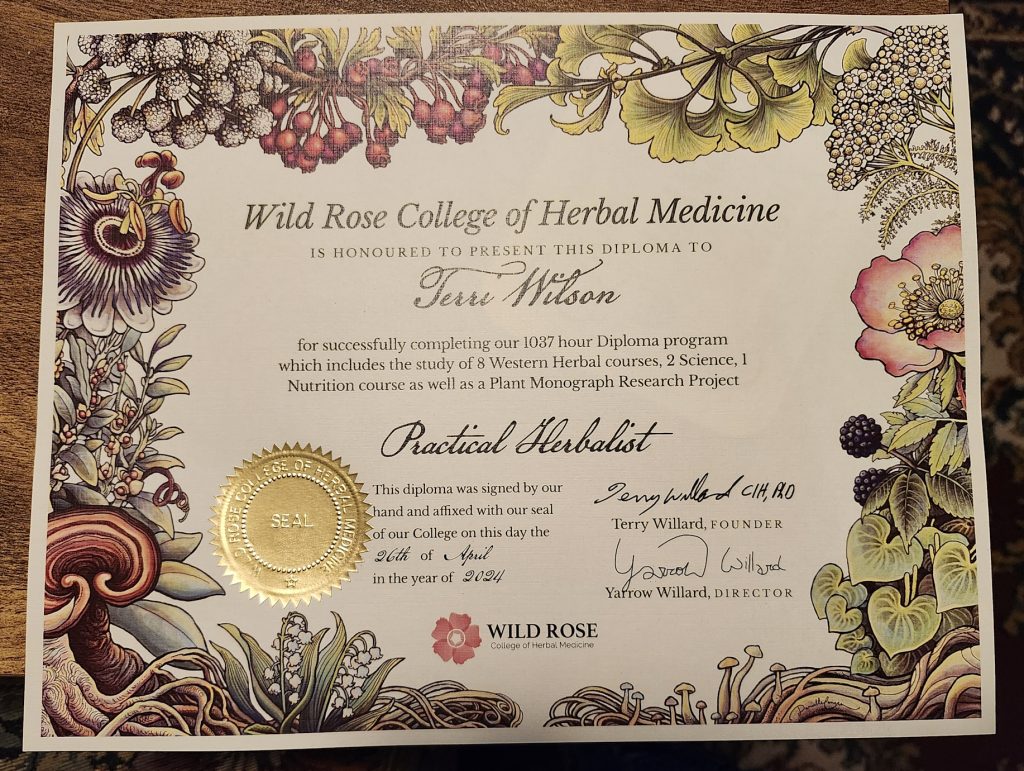 Wild Rose College of Herbal Medicine
IS HONOURED TO PRESENT THIS DIPLOMA TO
Terri Wilson
for successfully completing our 1037 hour Diploma program
which includes the study of 8 Western Herbal courses, 2 Science, 1
Nutrition course as well as a Plant Monograph Research Project
Practical Herbalist
ROSE COLLEGE OF HERBAL MEDICINE
SEAL
This diploma was signed by our
hand and affixed with our seal
of our College on this day the
26th of April
in the year of 2024
Terry Willard ClH, PhD
Terry Willard, FOUNDER
Yarrow Willard
Yarrow Willard, DIRECTOR
WILD ROSE
College of Herbal Medicine